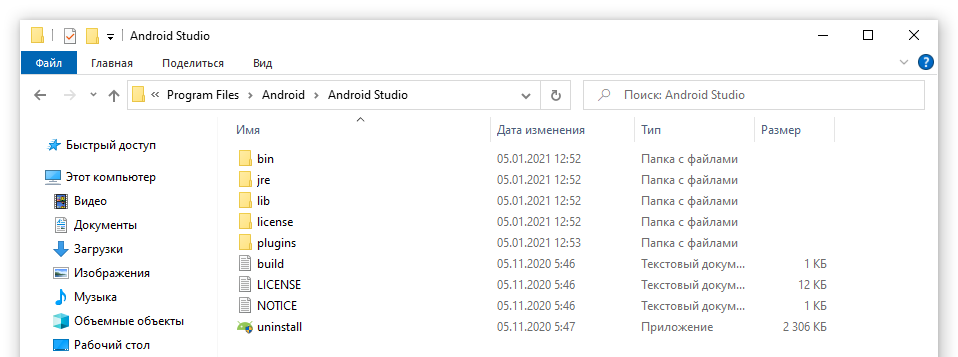 Android Studio
Файл Главная Поделиться Вид
« Program Files > Android > Android Studio Поиск: Android Studio
Имя Дата изменения Тип Размер
Быстрый доступ
Этот компьютер
Видео
Документы
Загрузки
Изображения
Музыка
Объемные объекты
Рабочий стол
bin 05.01.2021 12:52 Папка с файлами
jre 05.01.2021 12:52 Папка с файлами
lib 05.01.2021 12:52 Папка с файлами
license 05.01.2021 12:52 Папка с файлами
plugins 05.01.2021 12:53 Папка с файлами
build 05.11.2020 5:46 Текстовый докум... 1 КБ
LICENSE 05.11.2020 5:46 Текстовый докум... 12 КБ
NOTICE 05.11.2020 5:46 Текстовый докум... 1 КБ
uninstall 05.11.2020 5:47 Приложение 2 306 КБ